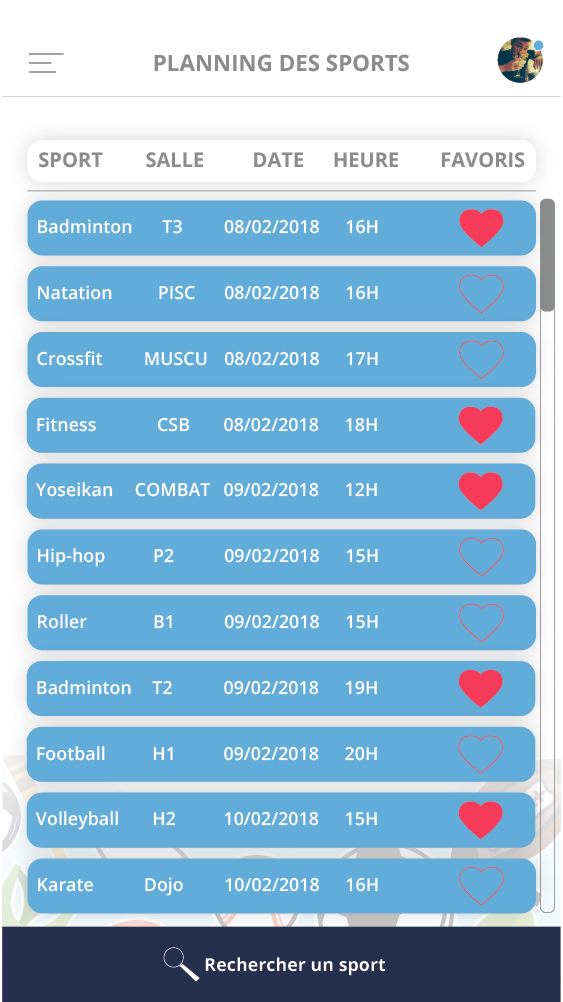 PLANNING DES SPORTS
SPORT SALLE DATE HEURE FAVORIS
Badminton T3 08/02/2018 16H
Natation PISC 08/02/2018 16H
Crossfit MUSCU 08/02/2018 17H
Fitness CSB 08/02/2018 18H
Yoseikan COMBAT 09/02/2018 12H
Hip-hop P2 09/02/2018 15H
Roller B1 09/02/2018 15H
Badminton T2 09/02/2018 19H
Football H1 09/02/2018 20H
Volleyball H2 10/02/2018 15H
Karate Dojo 10/02/2018 16H
Rechercher un sport